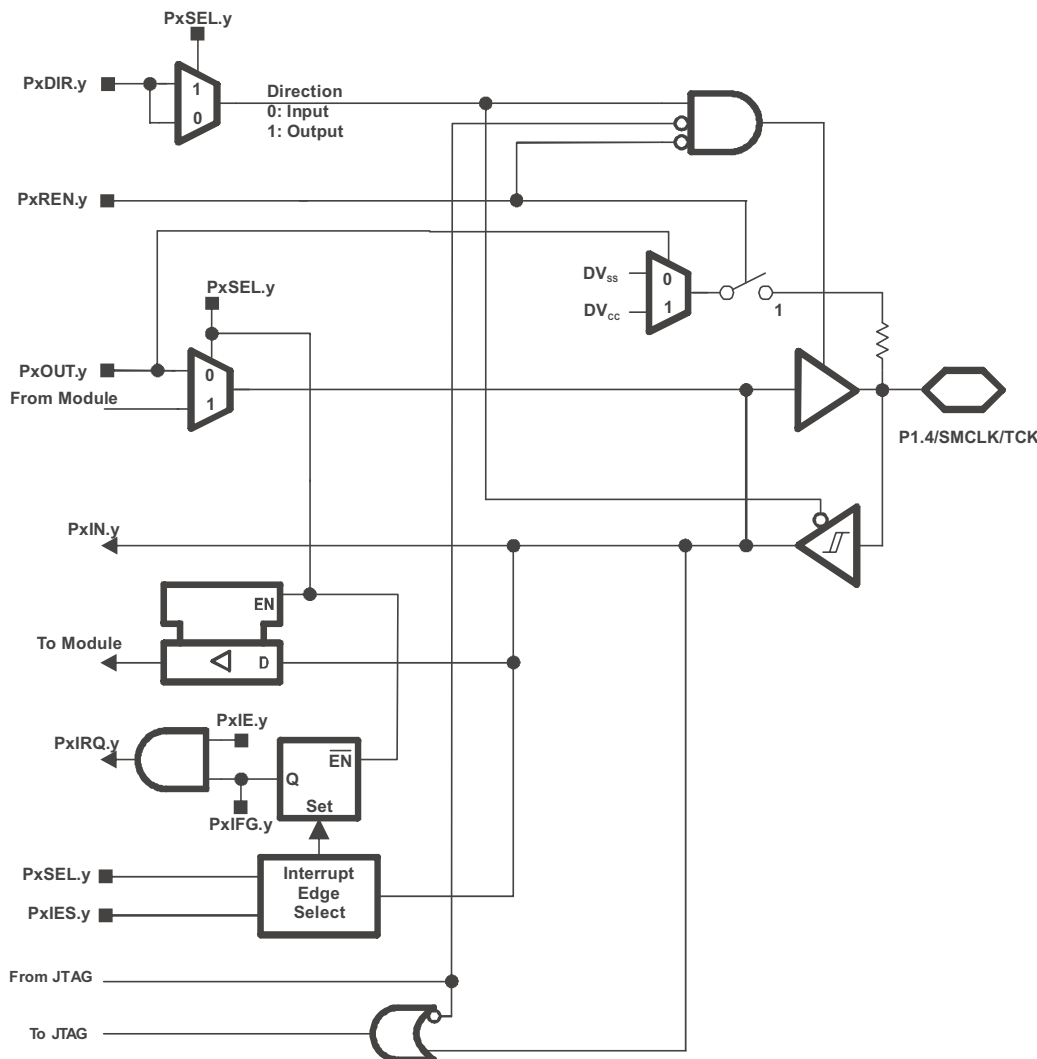 PxSEL.y
PxDIR.y
1
0
Direction
0: Input
1: Output
PxREN.y
DVSS
0
DVCC
1
1
PxSEL.y
PxOUT.y
0
From Module
1
P1.4/SMCLK/TCK
PxIN.y
EN
To Module
D
PxIE.y
PxIRQ.y
EN
Q
Set
PxIFG.y
PxSEL.y
Interrupt
Edge
Select
PxIES.y
From JTAG
To JTAG